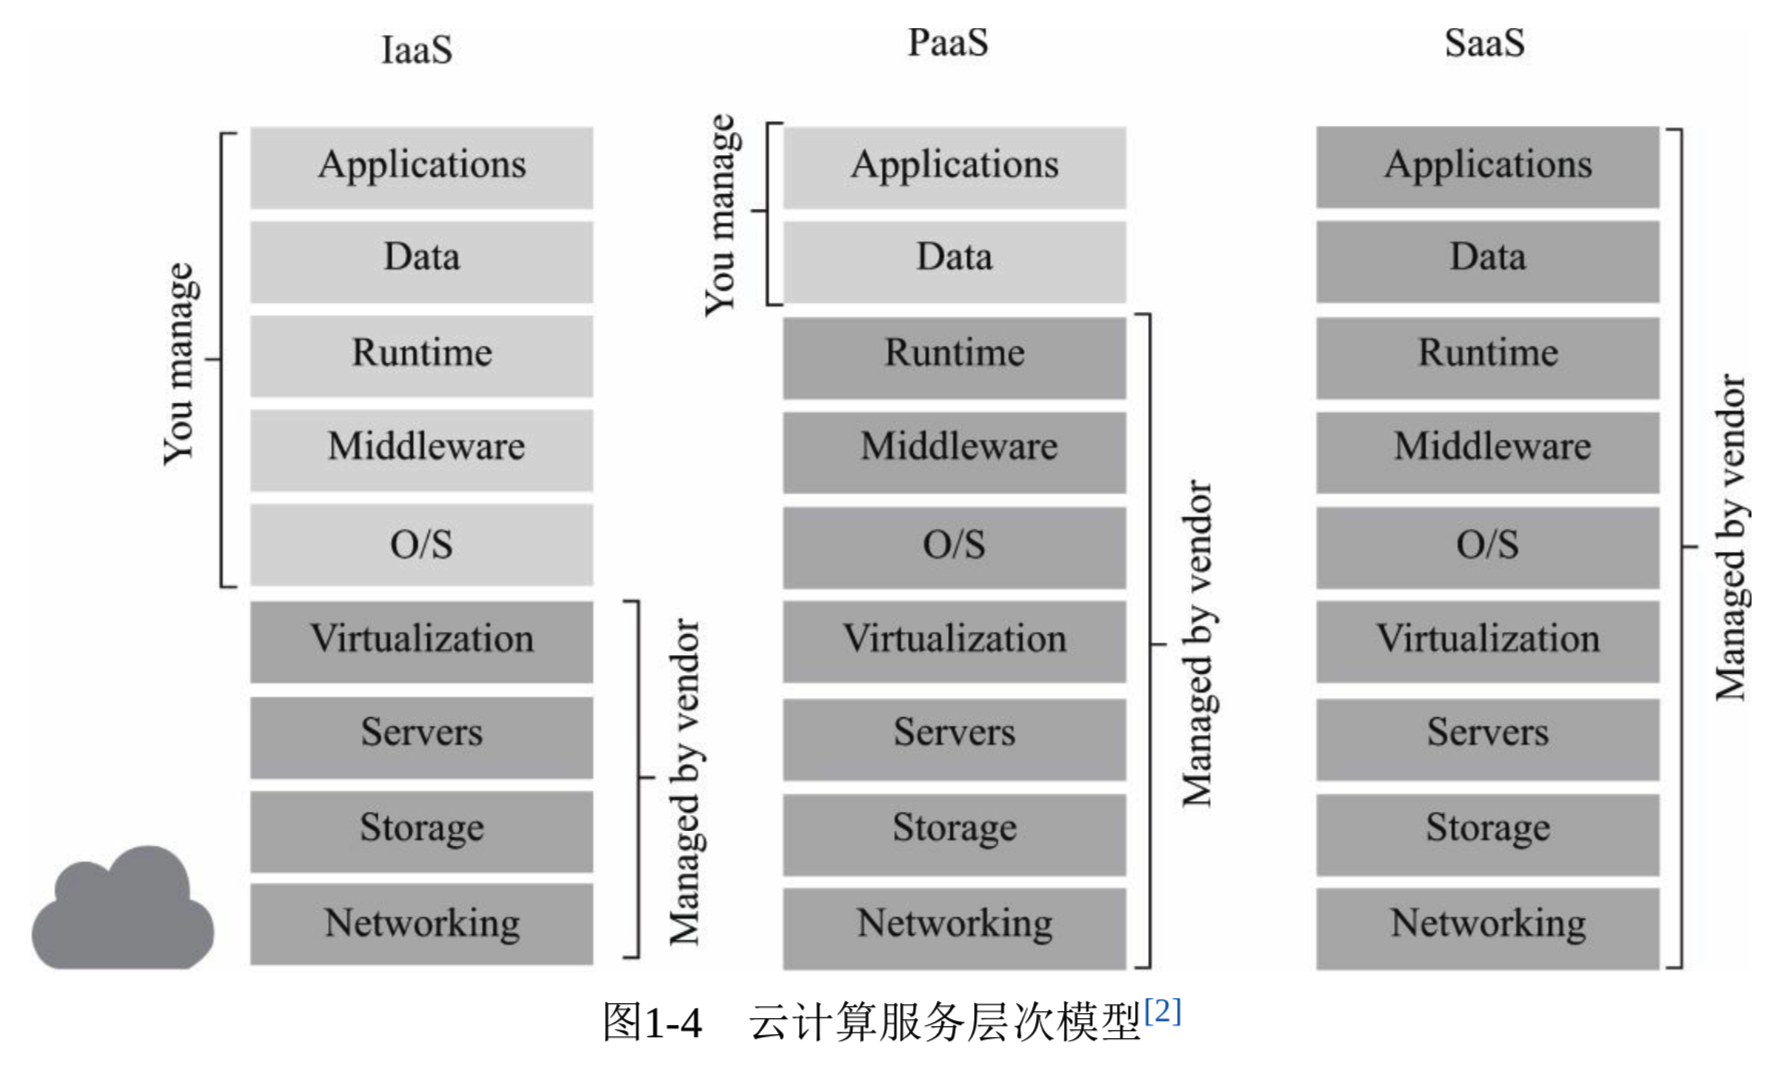 IaaS
You manage
Applications
Data
Runtime
Middleware
O/S
Virtualization
Servers
Storage
Networking
Managed by vendor
PaaS
You manage
Applications
Data
Runtime
Middleware
O/S
Virtualization
Servers
Storage
Networking
Managed by vendor
SaaS
Applications
Data
Runtime
Middleware
O/S
Virtualization
Servers
Storage
Networking
Managed by vendor
图1-4 云计算服务层次模型[2]